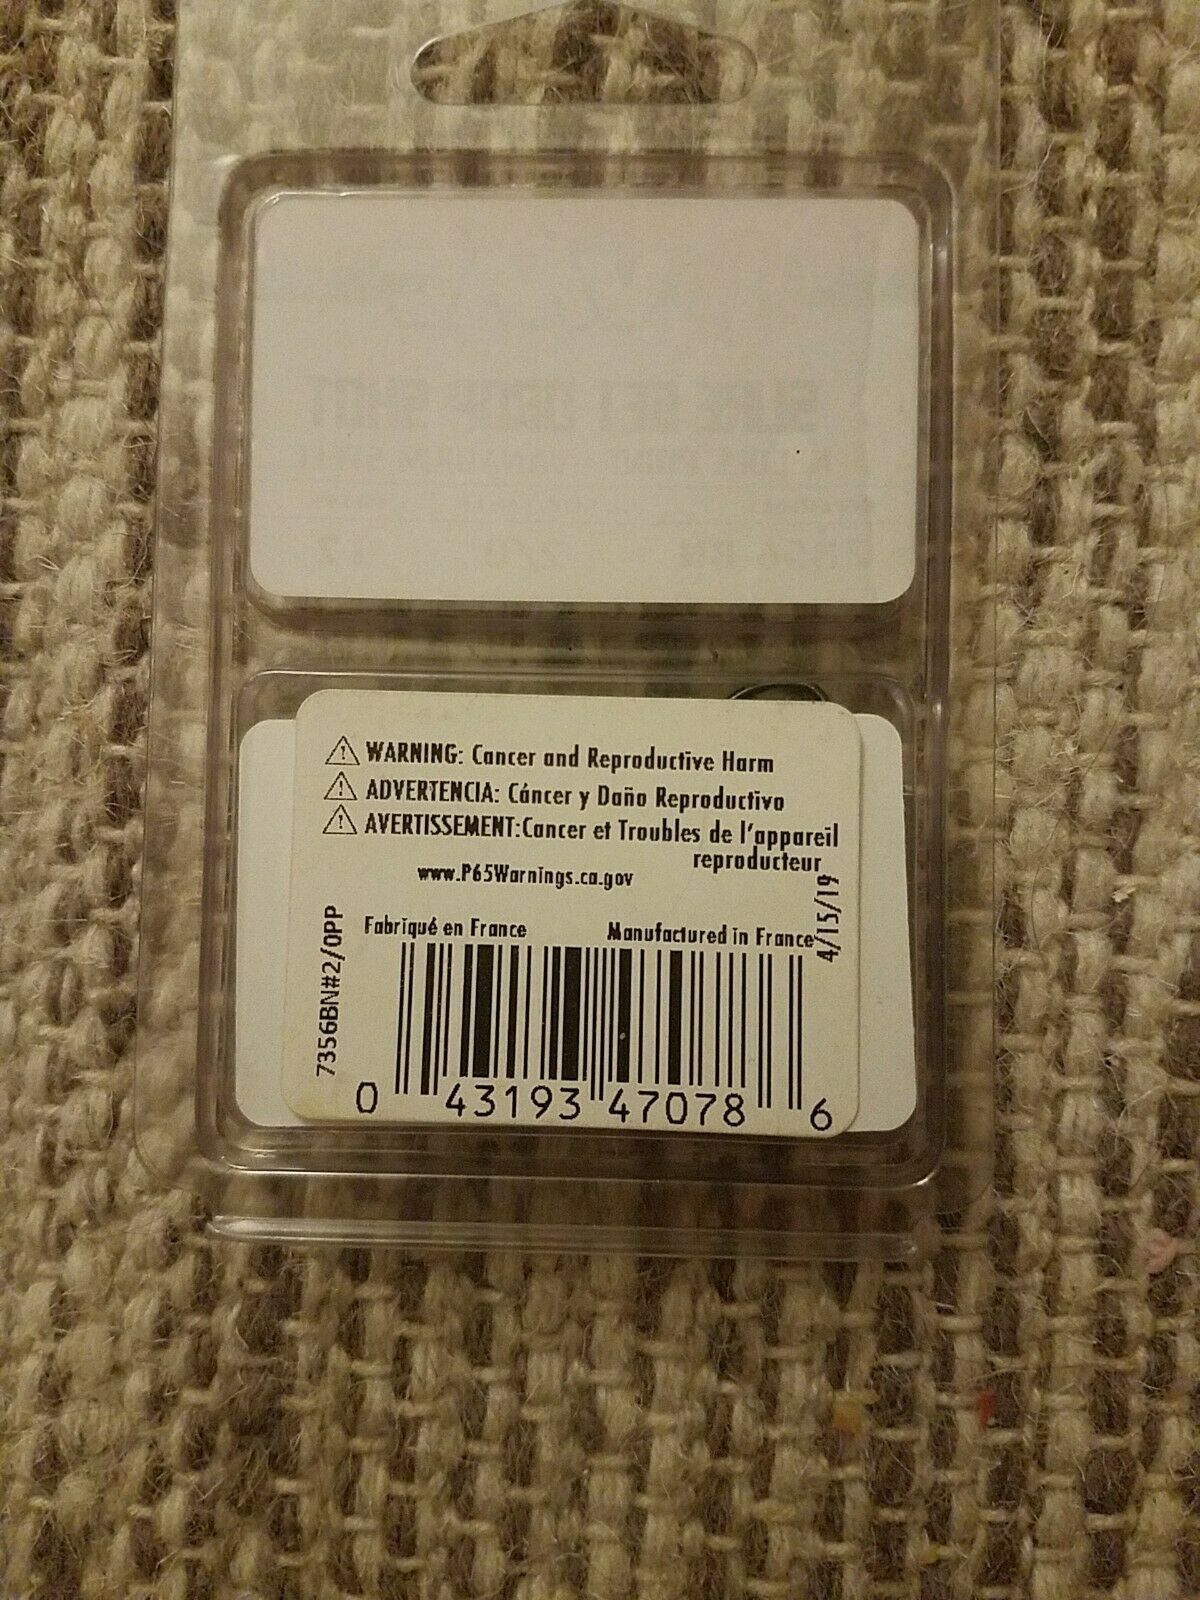 ⚠ WARNING: Cancer and Reproductive Harm
⚠ ADVERTENCIA: Cáncer y Daño Reproductivo
⚠ AVERTISSEMENT:Cancer et Troubles de l'appareil
reproducteur
www.P65Warnings.ca.gov
4/15/19
Fabriqué en France
Manufactured in France
7356BN#2/0PP
0 43193 47078 6